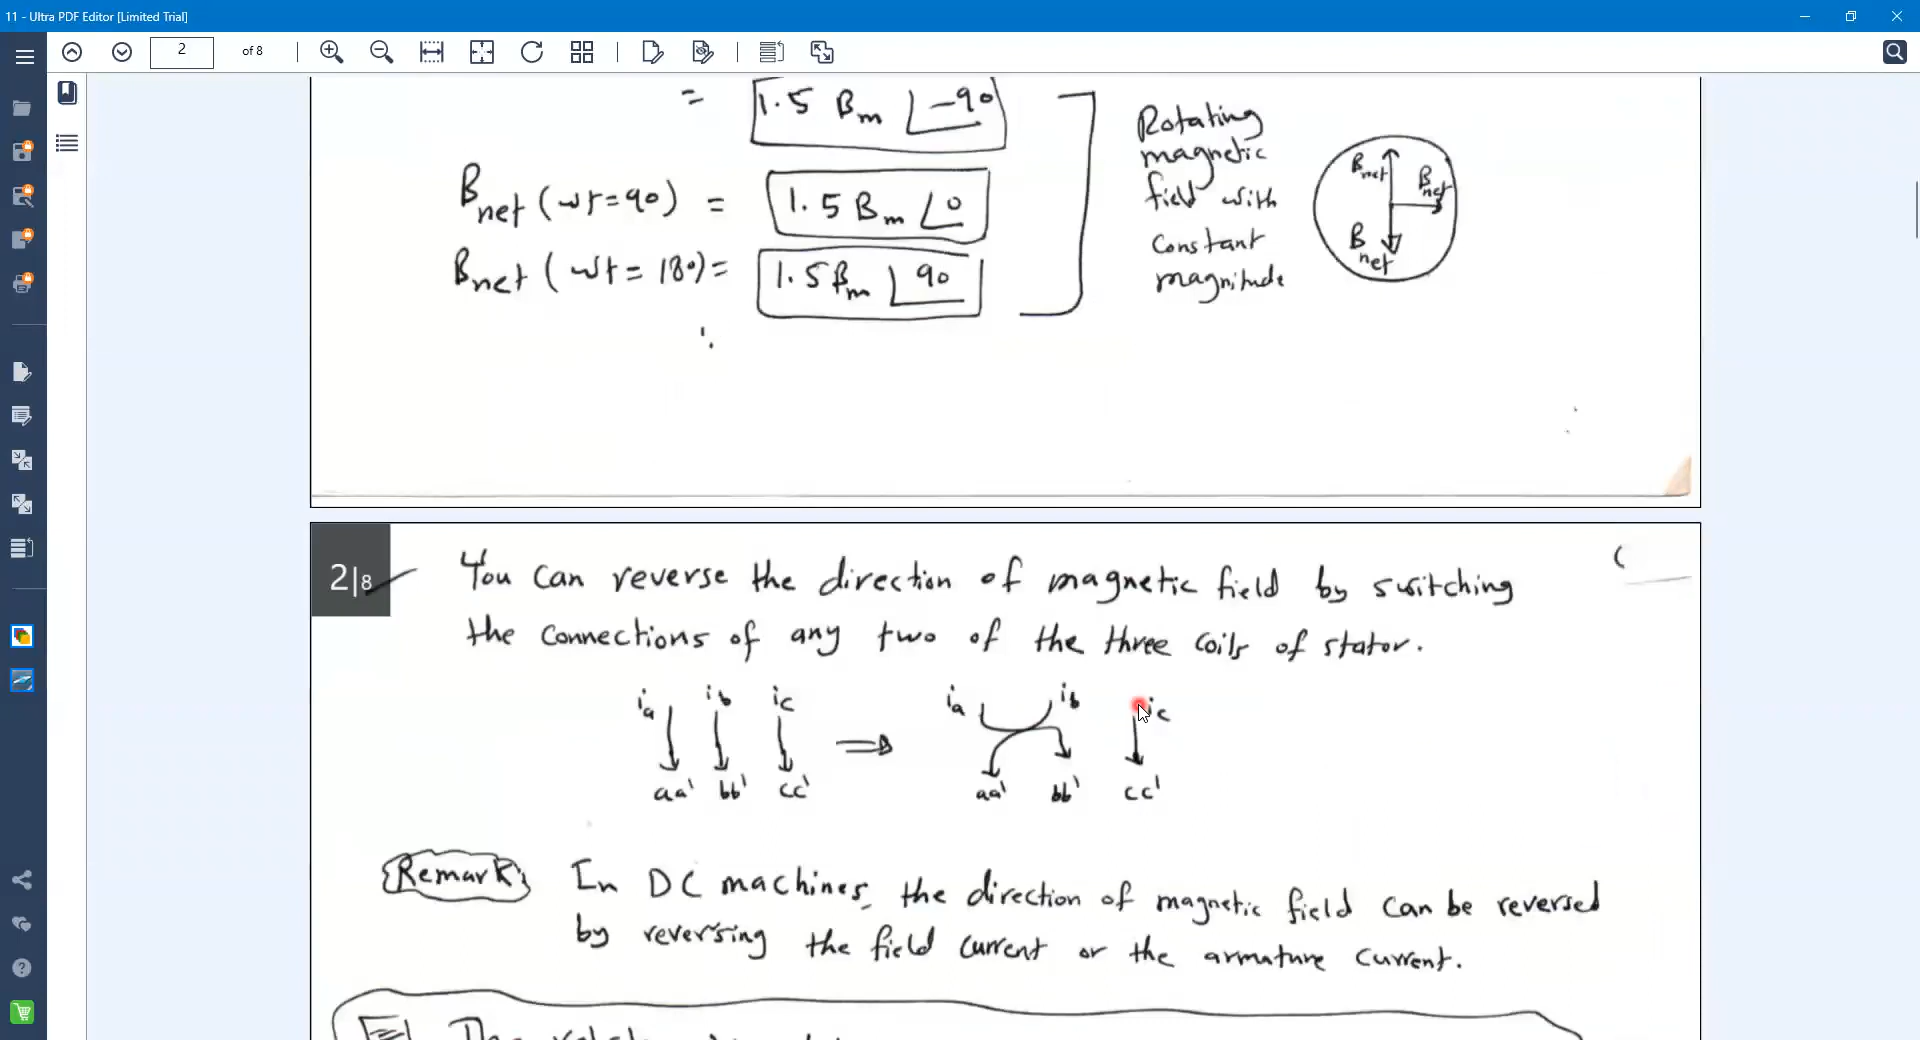 11 - Ultra PDF Editor [Limited Trial]
2 of 8
= 1.5 Bm ∠-90
Bnet (wt=90) = 1.5 Bm ∠0
Bnet (wt = 180) = 1.5 Bm ∠90
Rotating
magnetic
field with
constant
magnitude
Bnet
Bnet
Bnet
2|8
You can reverse the direction of magnetic field by switching
the connections of any two of the three coils of stator.
ia ib ic ⇒ ia ib ic
aa' bb' cc' aa' bb' cc'
Remark In DC machines, the direction of magnetic field can be reversed
by reversing the field current or the armature current.